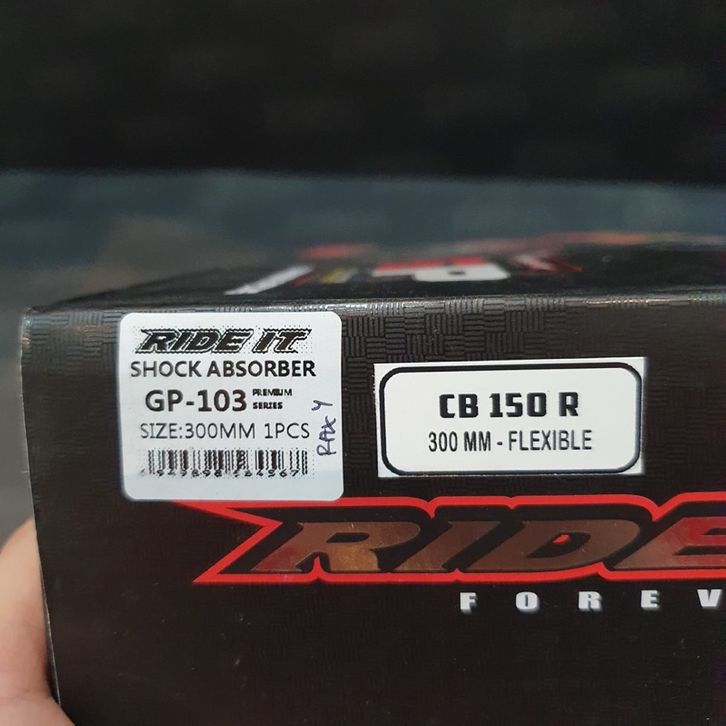 RIDE IT
SHOCK ABSORBER
GP-103 PREMIUM SERIES
SIZE:300MM 1PCS
CB 150 R
300 MM - FLEXIBLE
RIDE
FOREV